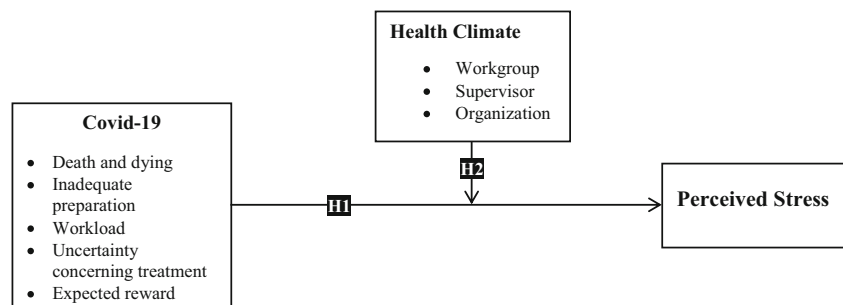 Health Climate
• Workgroup
• Supervisor
• Organization
Covid-19
• Death and dying
• Inadequate
preparation
• Workload
• Uncertainty
concerning treatment
• Expected reward
H2
H1
Perceived Stress